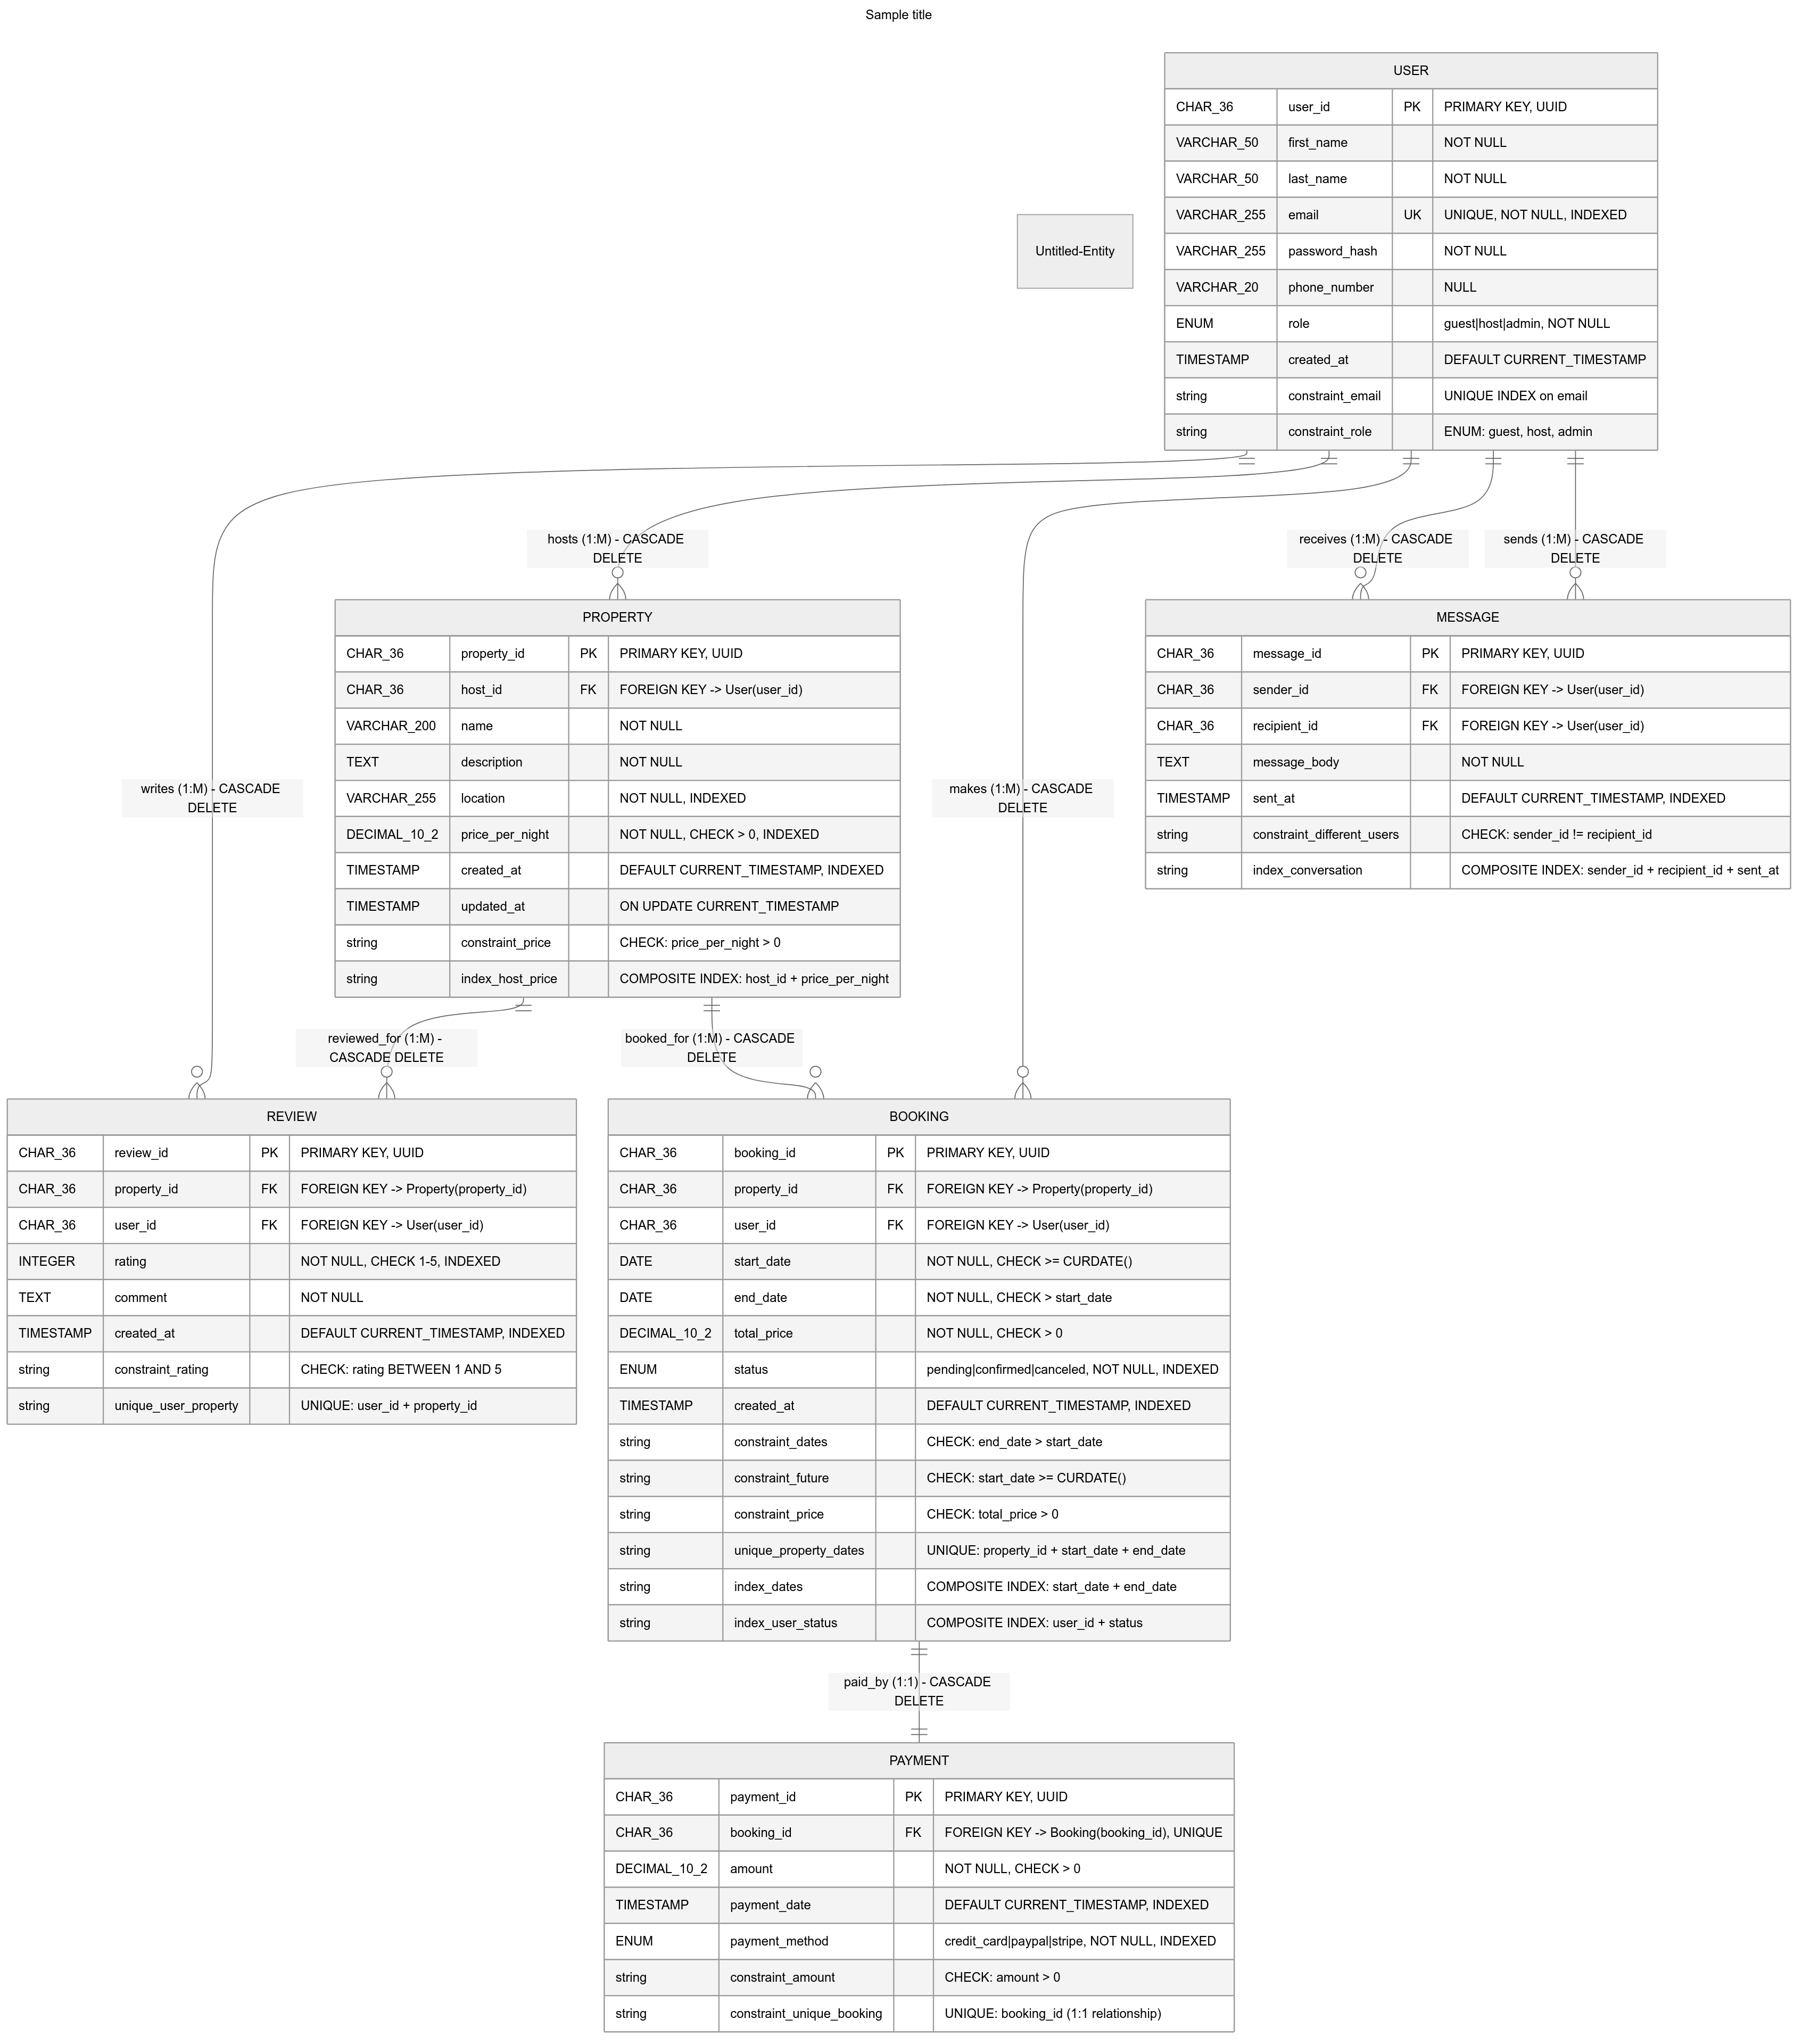 Sample title
USER
CHAR_36 user_id PK PRIMARY KEY, UUID
VARCHAR_50 first_name NOT NULL
VARCHAR_50 last_name NOT NULL
VARCHAR_255 email UK UNIQUE, NOT NULL, INDEXED
VARCHAR_255 password_hash NOT NULL
VARCHAR_20 phone_number NULL
ENUM role guest|host|admin, NOT NULL
TIMESTAMP created_at DEFAULT CURRENT_TIMESTAMP
string constraint_email UNIQUE INDEX on email
string constraint_role ENUM: guest, host, admin
Untitled-Entity
hosts (1:M) - CASCADE
DELETE
receives (1:M) - CASCADE
DELETE
sends (1:M) - CASCADE
DELETE
PROPERTY
CHAR_36 property_id PK PRIMARY KEY, UUID
CHAR_36 host_id FK FOREIGN KEY -> User(user_id)
VARCHAR_200 name NOT NULL
TEXT description NOT NULL
VARCHAR_255 location NOT NULL, INDEXED
DECIMAL_10_2 price_per_night NOT NULL, CHECK > 0, INDEXED
TIMESTAMP created_at DEFAULT CURRENT_TIMESTAMP, INDEXED
TIMESTAMP updated_at ON UPDATE CURRENT_TIMESTAMP
string constraint_price CHECK: price_per_night > 0
string index_host_price COMPOSITE INDEX: host_id + price_per_night
MESSAGE
CHAR_36 message_id PK PRIMARY KEY, UUID
CHAR_36 sender_id FK FOREIGN KEY -> User(user_id)
CHAR_36 recipient_id FK FOREIGN KEY -> User(user_id)
TEXT message_body NOT NULL
TIMESTAMP sent_at DEFAULT CURRENT_TIMESTAMP, INDEXED
string constraint_different_users CHECK: sender_id != recipient_id
string index_conversation COMPOSITE INDEX: sender_id + recipient_id + sent_at
writes (1:M) - CASCADE
DELETE
makes (1:M) - CASCADE
DELETE
reviewed_for (1:M) -
CASCADE DELETE
booked_for (1:M) - CASCADE
DELETE
REVIEW
CHAR_36 review_id PK PRIMARY KEY, UUID
CHAR_36 property_id FK FOREIGN KEY -> Property(property_id)
CHAR_36 user_id FK FOREIGN KEY -> User(user_id)
INTEGER rating NOT NULL, CHECK 1-5, INDEXED
TEXT comment NOT NULL
TIMESTAMP created_at DEFAULT CURRENT_TIMESTAMP, INDEXED
string constraint_rating CHECK: rating BETWEEN 1 AND 5
string unique_user_property UNIQUE: user_id + property_id
BOOKING
CHAR_36 booking_id PK PRIMARY KEY, UUID
CHAR_36 property_id FK FOREIGN KEY -> Property(property_id)
CHAR_36 user_id FK FOREIGN KEY -> User(user_id)
DATE start_date NOT NULL, CHECK >= CURDATE()
DATE end_date NOT NULL, CHECK > start_date
DECIMAL_10_2 total_price NOT NULL, CHECK > 0
ENUM status pending|confirmed|canceled, NOT NULL, INDEXED
TIMESTAMP created_at DEFAULT CURRENT_TIMESTAMP, INDEXED
string constraint_dates CHECK: end_date > start_date
string constraint_future CHECK: start_date >= CURDATE()
string constraint_price CHECK: total_price > 0
string unique_property_dates UNIQUE: property_id + start_date + end_date
string index_dates COMPOSITE INDEX: start_date + end_date
string index_user_status COMPOSITE INDEX: user_id + status
paid_by (1:1) - CASCADE
DELETE
PAYMENT
CHAR_36 payment_id PK PRIMARY KEY, UUID
CHAR_36 booking_id FK FOREIGN KEY -> Booking(booking_id), UNIQUE
DECIMAL_10_2 amount NOT NULL, CHECK > 0
TIMESTAMP payment_date DEFAULT CURRENT_TIMESTAMP, INDEXED
ENUM payment_method credit_card|paypal|stripe, NOT NULL, INDEXED
string constraint_amount CHECK: amount > 0
string constraint_unique_booking UNIQUE: booking_id (1:1 relationship)